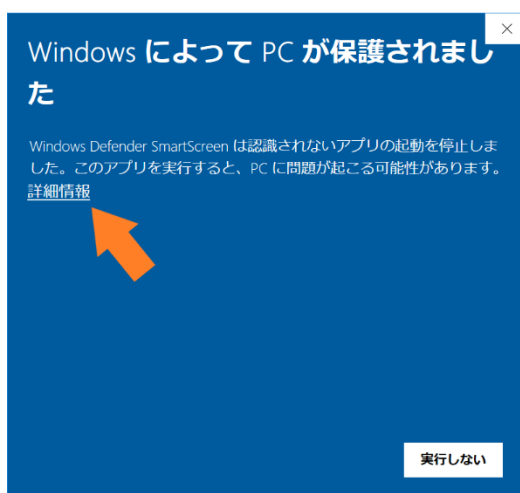 Windows によって PC が保護されまし
た
Windows Defender SmartScreen は認識されないアプリの起動を停止しま
した。このアプリを実行すると、PC に問題が起こる可能性があります。
詳細情報
実行しない